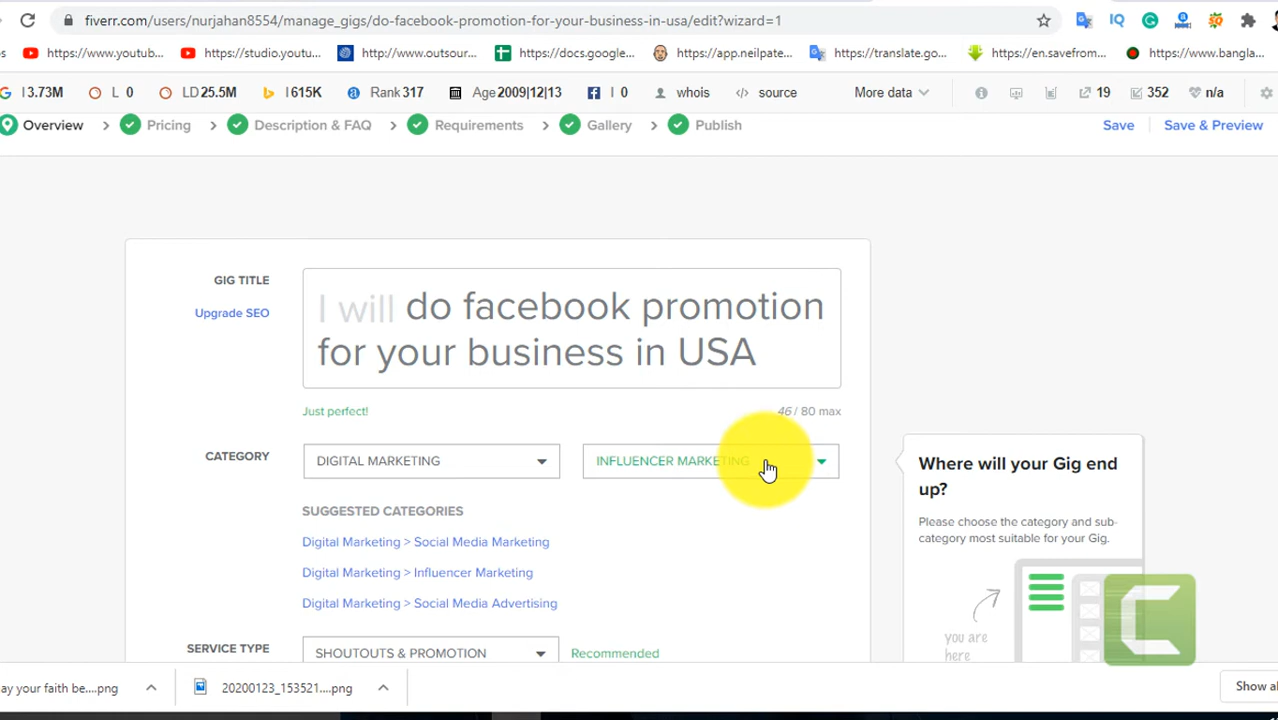 fiverr.com/users/nurjahan8554/manage_gigs/do-facebook-promotion-for-your-business-in-usa/edit?wizard=1
https://www.youtub... https://studio.youtu... http://www.outsour... https://docs.google... https://app.neilpate... https://translate.go... https://en.savefrom... https://www.bangla...
I 3.73M L 0 LD 25.5M I 615K Rank 317 Age 2009|12|13 I 0 whois source More data 19 352 n/a
Overview Pricing Description & FAQ Requirements Gallery Publish Save Save & Preview
GIG TITLE
Upgrade SEO
I will do facebook promotion
for your business in USA
Just perfect! 46 / 80 max
CATEGORY DIGITAL MARKETING INFLUENCER MARKETING
SUGGESTED CATEGORIES
Digital Marketing > Social Media Marketing
Digital Marketing > Influencer Marketing
Digital Marketing > Social Media Advertising
SERVICE TYPE SHOUTOUTS & PROMOTION Recommended
Where will your Gig end
up?
Please choose the category and sub-
category most suitable for your Gig.
you are
here
ay your faith be....png 20200123_153521....png Show al